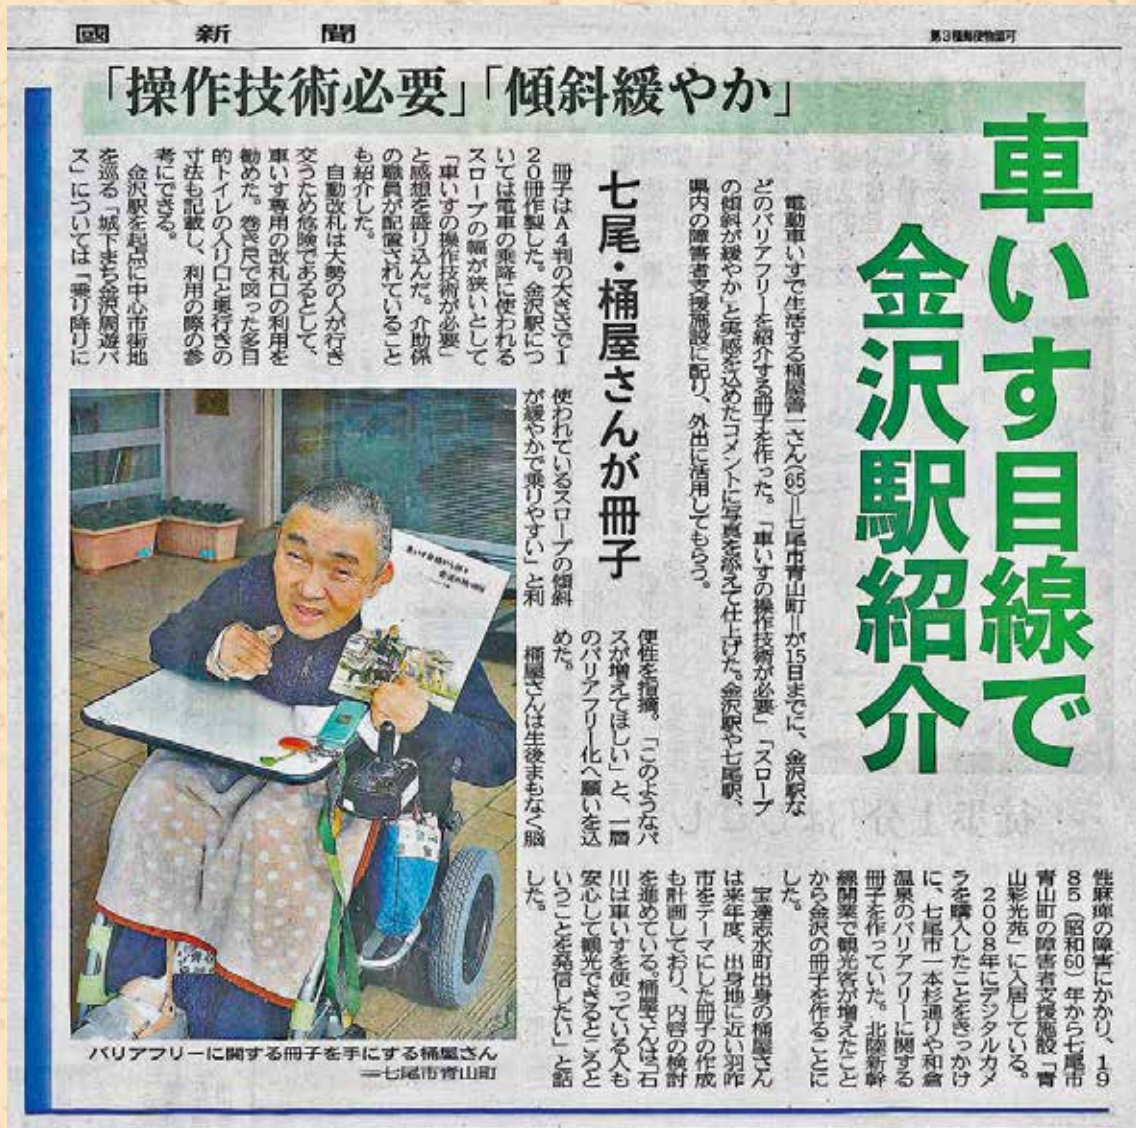 國 新 聞
第3種郵便物認可
「操作技術必要」「傾斜緩やか」
車いす目線で
金沢駅紹介
七尾・桶屋さんが冊子
電動車いすで生活する桶屋善一さん(65)=七尾市青山町=が15日までに、金沢駅な
どのバリアフリーを紹介する冊子を作った。「車いすの操作技術が必要」「スロープ
の傾斜が緩やか」と実感を込めたコメントに写真を添えて仕上げた。金沢駅や七尾駅、
県内の障害者支援施設に配り、外出に活用してもらう。
冊子はA4判の大きさで1
20冊作製した。金沢駅につ
いては電車の乗降に使われる
スロープの幅が狭いとして
「車いすの操作技術が必要」
と感想を盛り込んだ。介助係
の職員が配置されていること
も紹介した。
自動改札は大勢の人が行き
交うため危険であるとして、
車いす専用の改札口の利用を
勧めた。巻き尺で図った多目
的トイレの入り口と奥行きの
寸法も記載し、利用の際の参
考にできる。
金沢駅を起点に中心市街地
を巡る「城下まち金沢周遊バ
ス」については「乗り降りに
使われているスロープの傾斜
が緩やかで乗りやすい」と利
便性を指摘。「このようなバ
スが増えてほしい」と、一層
のバリアフリー化へ願いを込
めた。
桶屋さんは生後まもなく脳
性麻痺の障害にかかり、19
85(昭和60)年から七尾市
青山町の障害者支援施設「青
山彩光苑」に入居している。
2008年にデジタルカメ
ラを購入したことをきっかけ
に、七尾市一本杉通りや和倉
温泉のバリアフリーに関する
冊子を作っていた。北陸新幹
線開業で観光客が増えたこと
から金沢の冊子を作ることに
した。
宝達志水町出身の桶屋さん
は来年度、出身地に近い羽咋
市をテーマにした冊子の作成
も計画しており、内容の検討
を進めている。桶屋さんは「石
川は車いすを使っている人も
安心して観光できるところと
いうことを発信したい」と話
した。
バリアフリーに関する冊子を手にする桶屋さん
=七尾市青山町